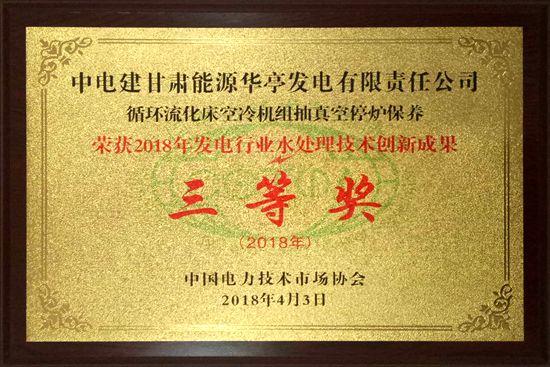 中电建甘肃能源华亭发电有限责任公司
循环流化床空冷机组抽真空停炉保养
荣获2018年发电行业水处理技术创新成果
三等奖
（2018年）
中国电力技术市场协会
2018年4月3日